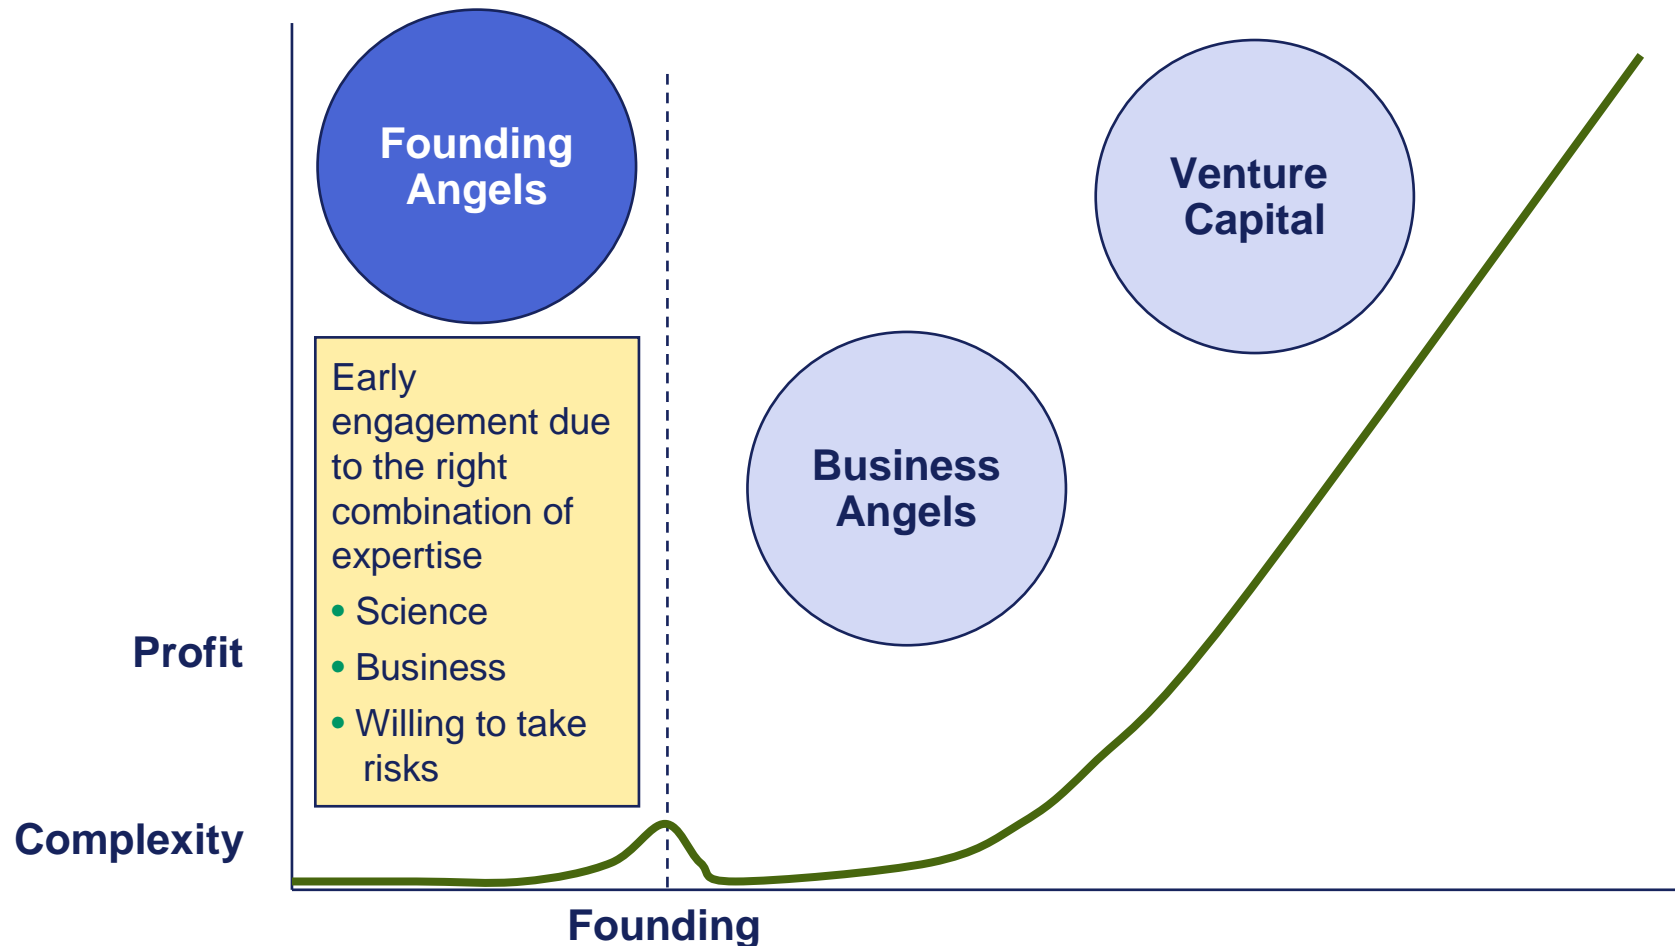 Founding
Angels
Venture
Capital
Early
engagement due
to the right
combination of
expertise
• Science
• Business
• Willing to take
risks
Business
Angels
Profit
Complexity
Founding